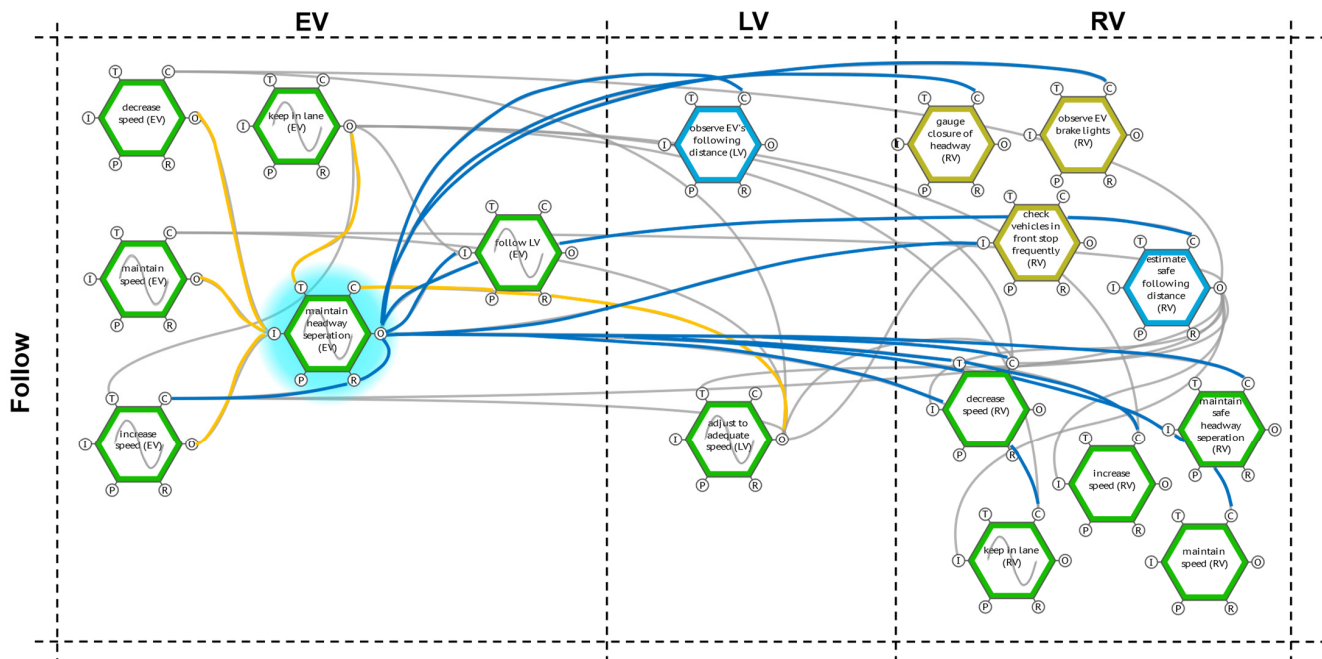 EV
LV
RV
Follow
T
C
decrease
speed (EV)
I
O
P
R
T
C
keep in lane
(EV)
I
O
P
R
T
C
maintain
speed (EV)
I
O
P
R
T
C
follow LV
(EV)
I
O
P
R
T
C
maintain
headway
seperation
(EV)
I
O
P
R
T
C
increase
speed (EV)
I
O
P
R
T
C
observe EV's
following
distance (LV)
I
O
P
R
T
C
adjust to
adequate
speed (LV)
I
O
P
R
T
C
gauge
closure of
headway
(RV)
I
O
P
R
T
C
observe EV
brake lights
(RV)
I
O
P
R
T
C
check
vehicles in
front stop
frequently
(RV)
I
O
P
R
T
C
estimate
safe
following
distance
(RV)
I
O
P
R
T
C
decrease
speed (RV)
I
O
P
R
T
C
maintain
safe
headway
seperation
(RV)
I
O
P
R
T
C
increase
speed (RV)
I
O
P
R
T
C
keep in lane
(RV)
I
O
P
R
T
C
maintain
speed (RV)
I
O
P
R